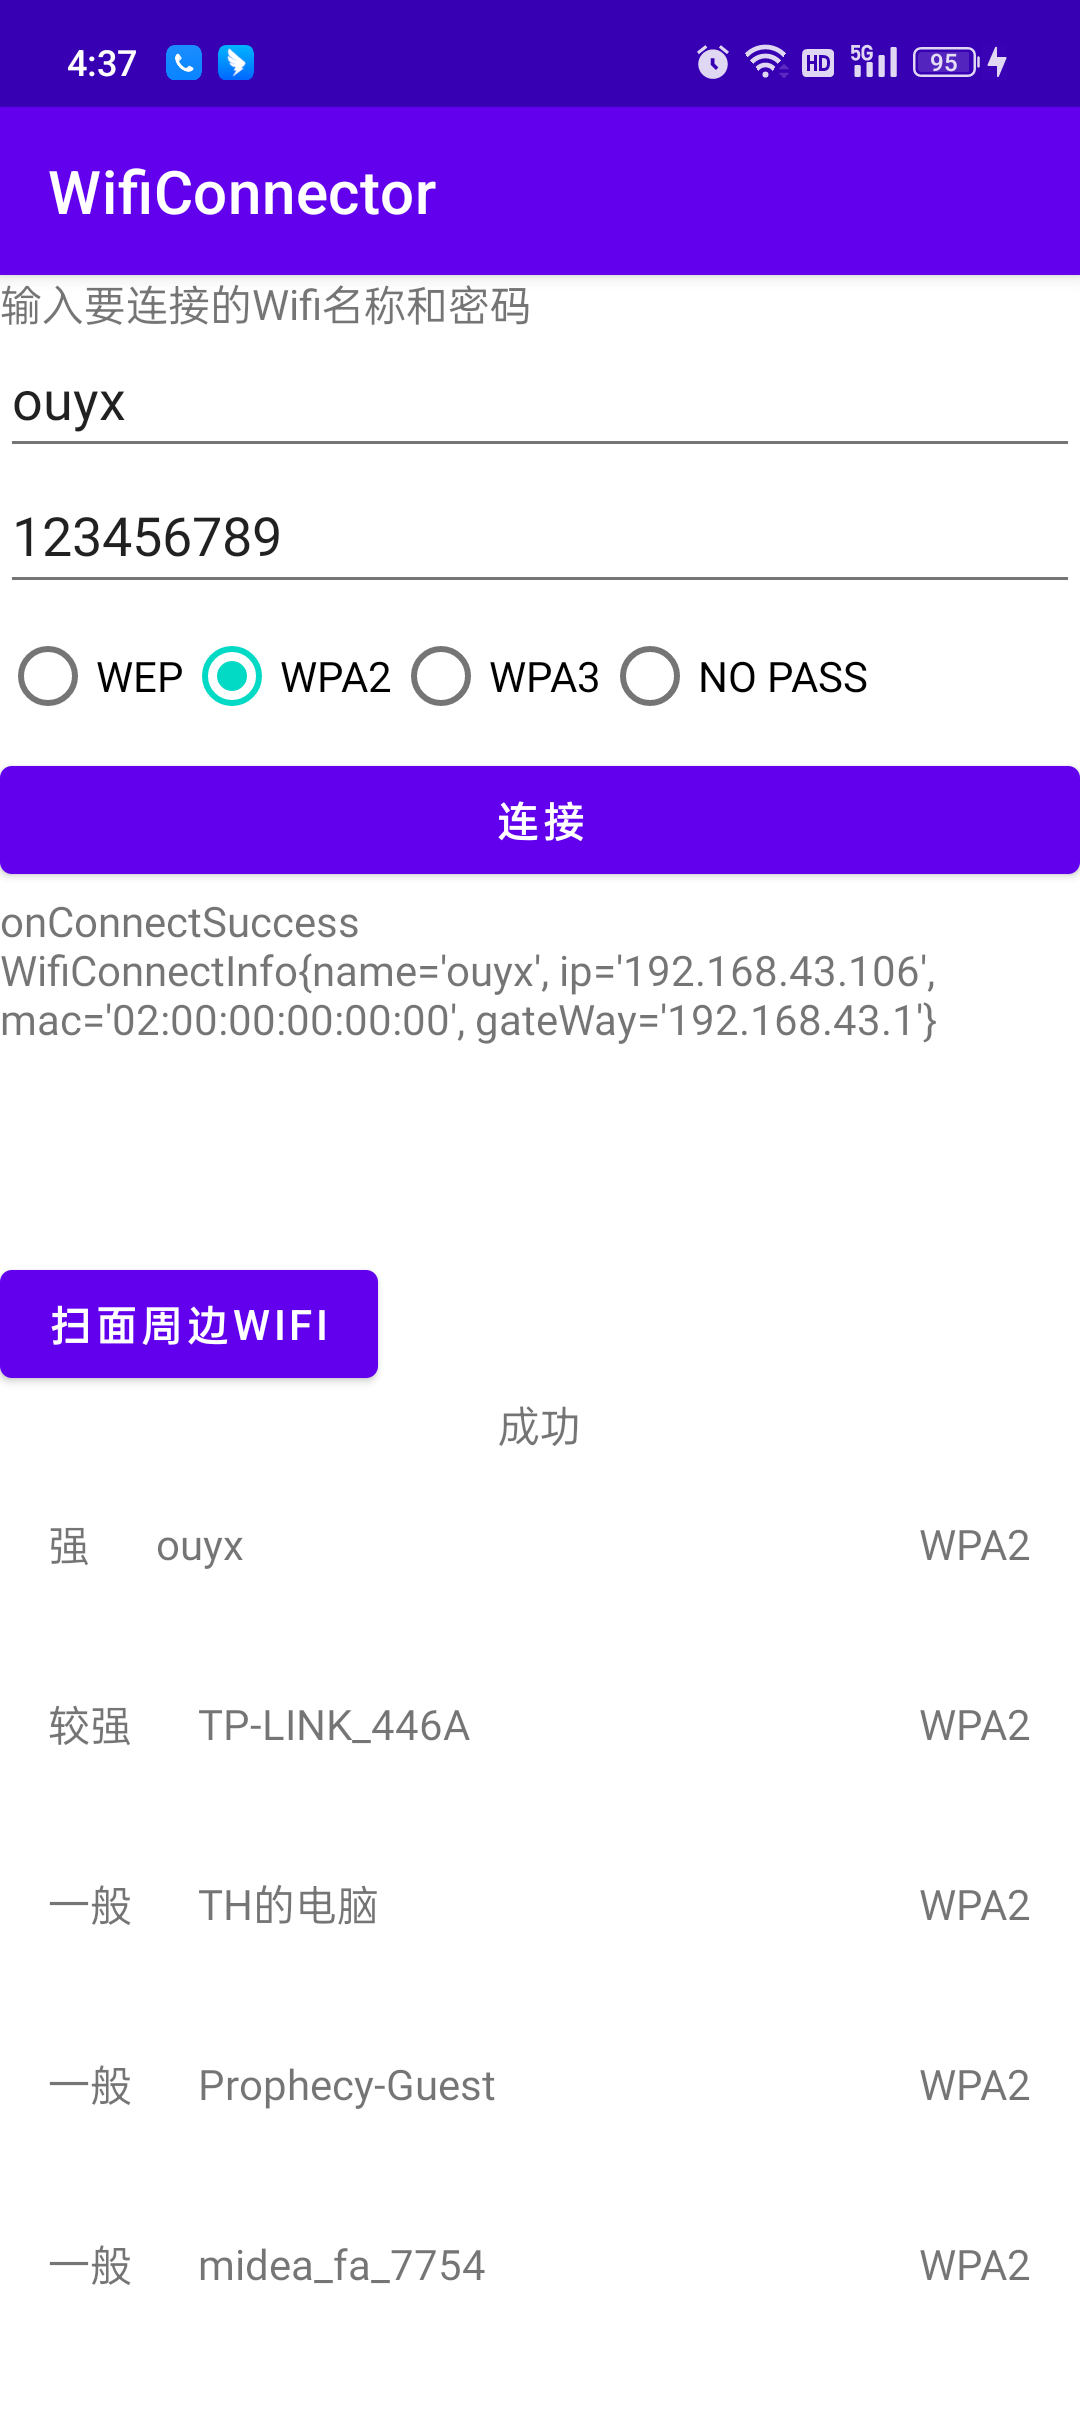 4:37 HD 5G 95
WifiConnector
输入要连接的Wifi名称和密码
ouyx
123456789
WEP WPA2 WPA3 NO PASS
连接
onConnectSuccess
WifiConnectInfo{name='ouyx', ip='192.168.43.106',
mac='02:00:00:00:00:00', gateWay='192.168.43.1'}
扫面周边WIFI
成功
强 ouyx WPA2
较强 TP-LINK_446A WPA2
一般 TH的电脑 WPA2
一般 Prophecy-Guest WPA2
一般 midea_fa_7754 WPA2